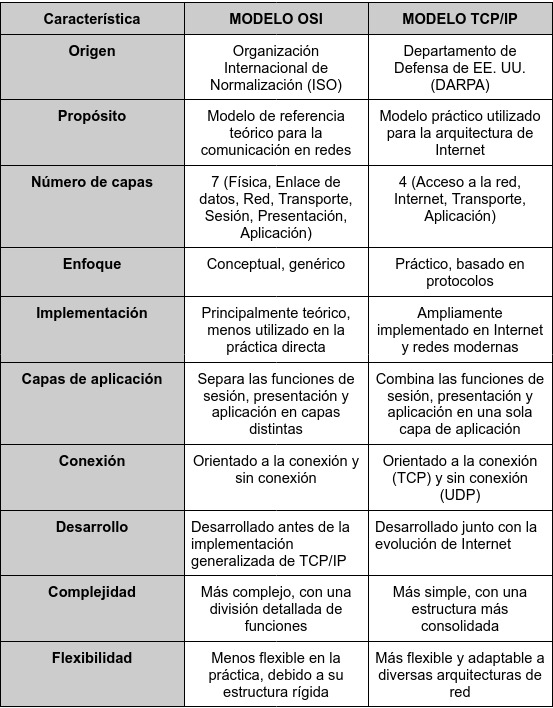 Característica
MODELO OSI
MODELO TCP/IP
Origen
Organización
Internacional de
Normalización (ISO)
Departamento de
Defensa de EE. UU.
(DARPA)
Propósito
Modelo de referencia
teórico para la
comunicación en redes
Modelo práctico utilizado
para la arquitectura de
Internet
Número de capas
7 (Física, Enlace de
datos, Red, Transporte,
Sesión, Presentación,
Aplicación)
4 (Acceso a la red,
Internet, Transporte,
Aplicación)
Enfoque
Conceptual, genérico
Práctico, basado en
protocolos
Implementación
Principalmente teórico,
menos utilizado en la
práctica directa
Ampliamente
implementado en Internet
y redes modernas
Capas de aplicación
Separa las funciones de
sesión, presentación y
aplicación en capas
distintas
Combina las funciones de
sesión, presentación y
aplicación en una sola
capa de aplicación
Conexión
Orientado a la conexión y
sin conexión
Orientado a la conexión
(TCP) y sin conexión
(UDP)
Desarrollo
Desarrollado antes de la
implementación
generalizada de TCP/IP
Desarrollado junto con la
evolución de Internet
Complejidad
Más complejo, con una
división detallada de
funciones
Más simple, con una
estructura más
consolidada
Flexibilidad
Menos flexible en la
práctica, debido a su
estructura rígida
Más flexible y adaptable a
diversas arquitecturas de
red